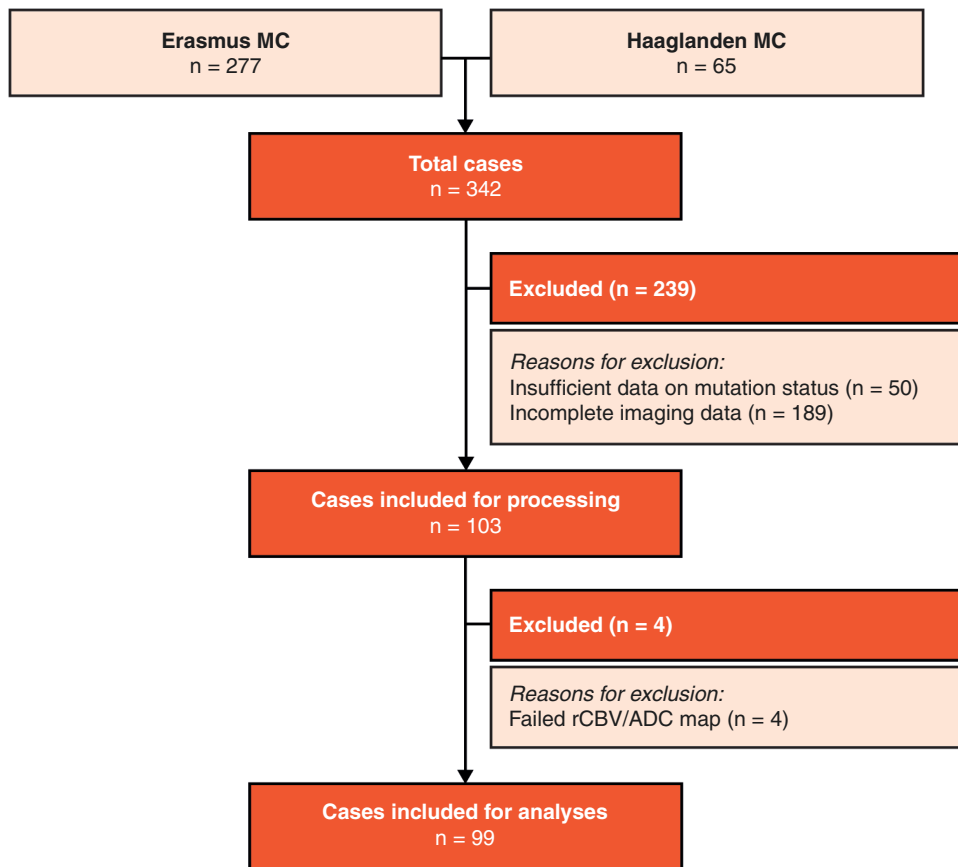 Erasmus MC
n = 277
Haaglanden MC
n = 65
Total cases
n = 342
Excluded (n = 239)
Reasons for exclusion:
Insufficient data on mutation status (n = 50)
Incomplete imaging data (n = 189)
Cases included for processing
n = 103
Excluded (n = 4)
Reasons for exclusion:
Failed rCBV/ADC map (n = 4)
Cases included for analyses
n = 99